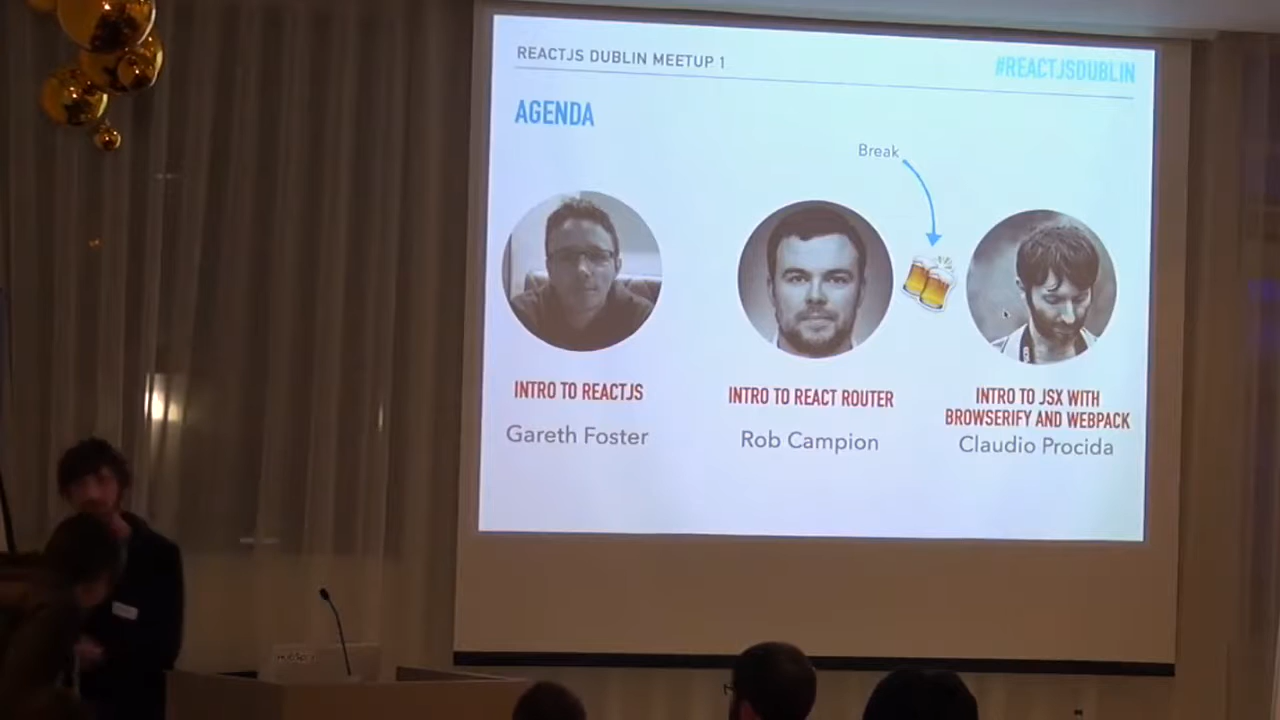 REACTJS DUBLIN MEETUP 1
#REACTJSDUBLIN
AGENDA
Break
INTRO TO REACTJS
Gareth Foster
INTRO TO REACT ROUTER
Rob Campion
INTRO TO JSX WITH
BROWSERIFY AND WEBPACK
Claudio Procida